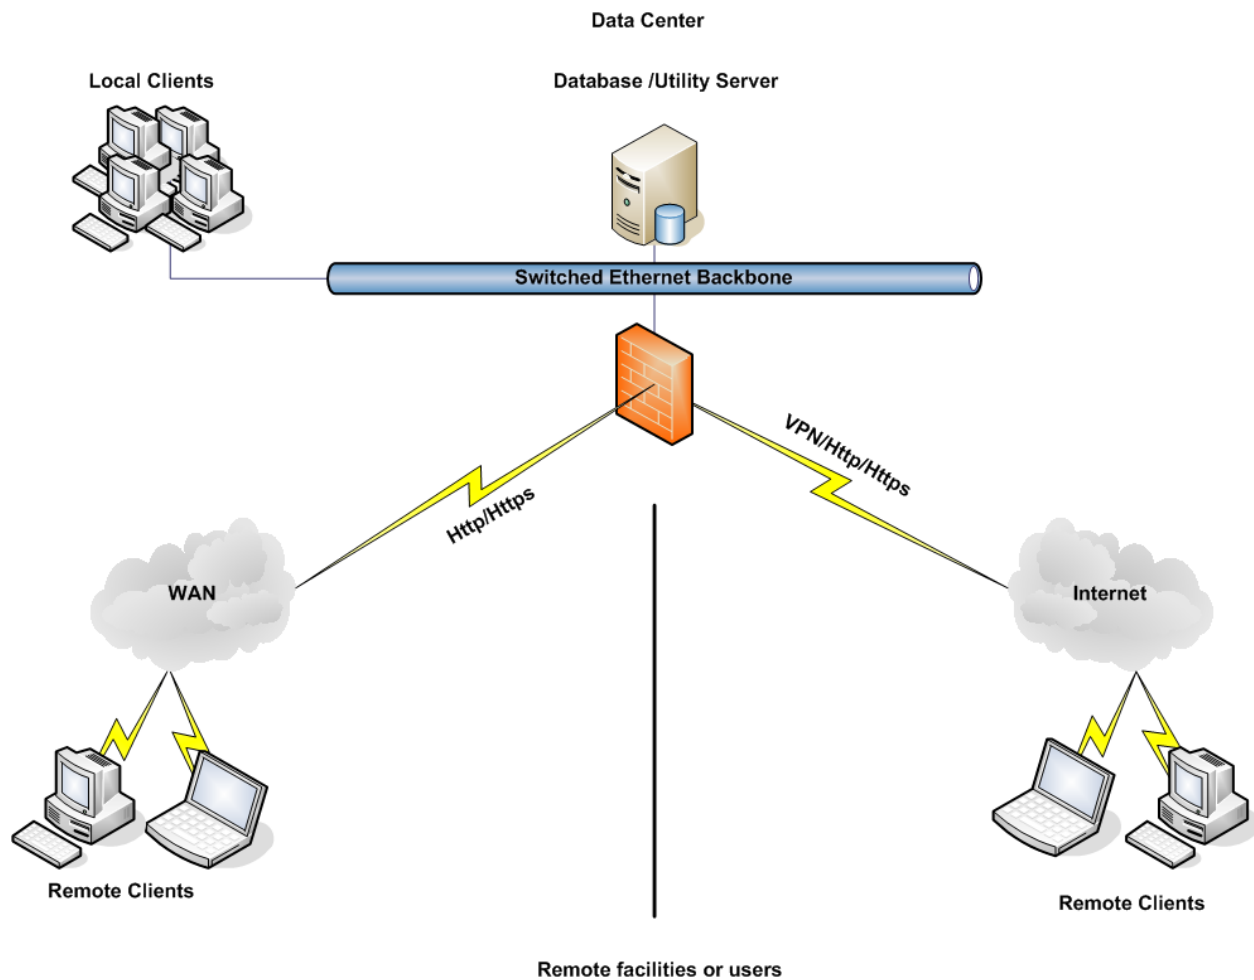 Data Center
Local Clients
Database /Utility Server
Switched Ethernet Backbone
VPN/Http/Https
Http/Https
WAN
Internet
Remote Clients
Remote Clients
Remote facilities or users